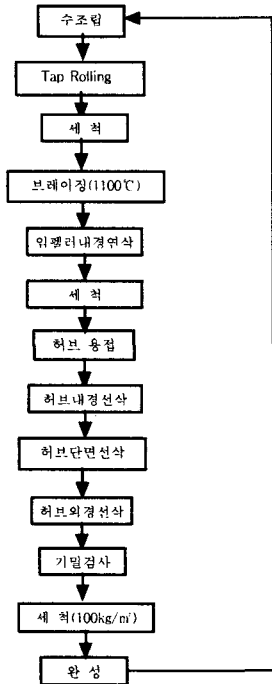 수조립
Tap Rolling
세 척
브레이징(1100℃)
임펠러내경연삭
세 척
허브 용접
허브내경선삭
허브단면선삭
허브외경선삭
기밀검사
세 척(100kg/㎡)
완 성